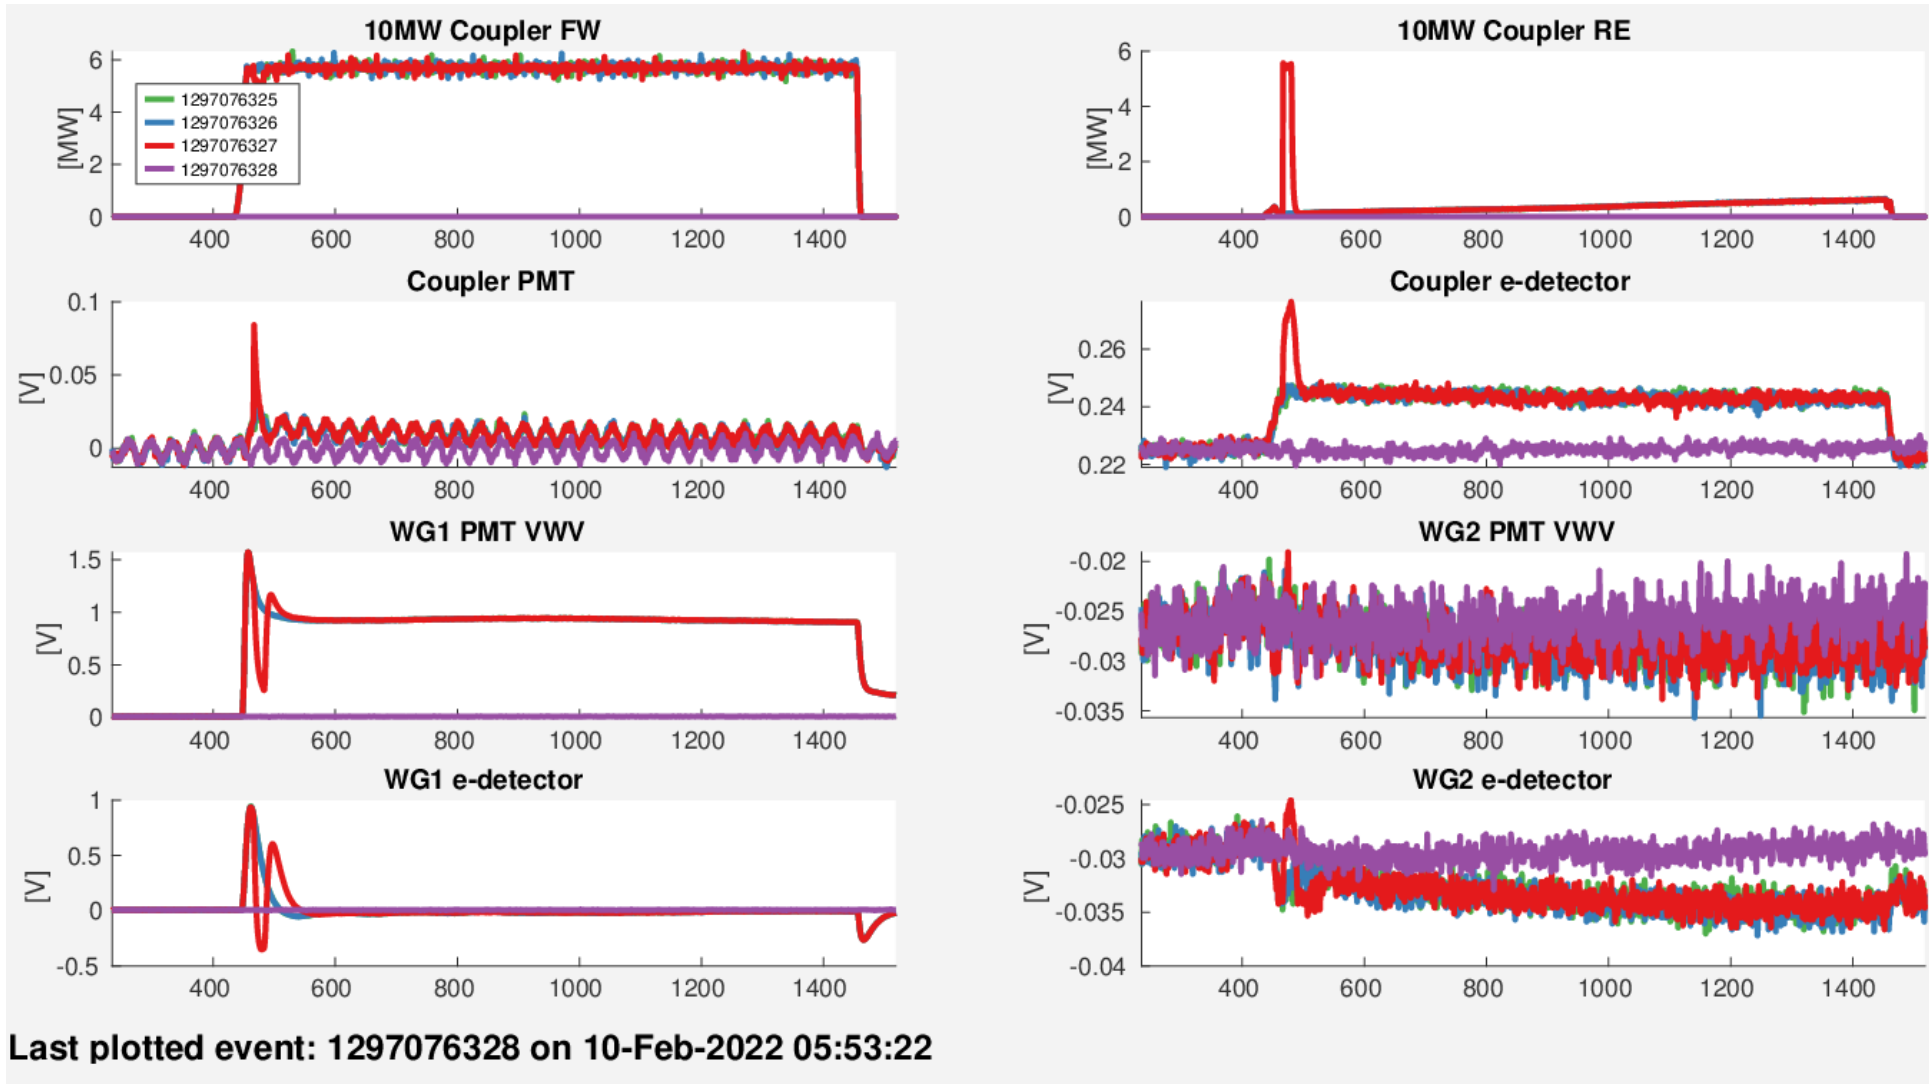 10MW Coupler FW
6
4
2
0
[MW]
1297076325
1297076326
1297076327
1297076328
400 600 800 1000 1200 1400
10MW Coupler RE
6
4
2
0
[MW]
400 600 800 1000 1200 1400
Coupler PMT
0.1
0.05
0
[V]
400 600 800 1000 1200 1400
Coupler e-detector
0.26
0.24
0.22
[V]
400 600 800 1000 1200 1400
WG1 PMT VWV
1.5
1
0.5
0
[V]
400 600 800 1000 1200 1400
WG2 PMT VWV
-0.02
-0.025
-0.03
-0.035
[V]
400 600 800 1000 1200 1400
WG1 e-detector
1
0.5
0
-0.5
[V]
400 600 800 1000 1200 1400
WG2 e-detector
-0.025
-0.03
-0.035
-0.04
[V]
400 600 800 1000 1200 1400
Last plotted event: 1297076328 on 10-Feb-2022 05:53:22